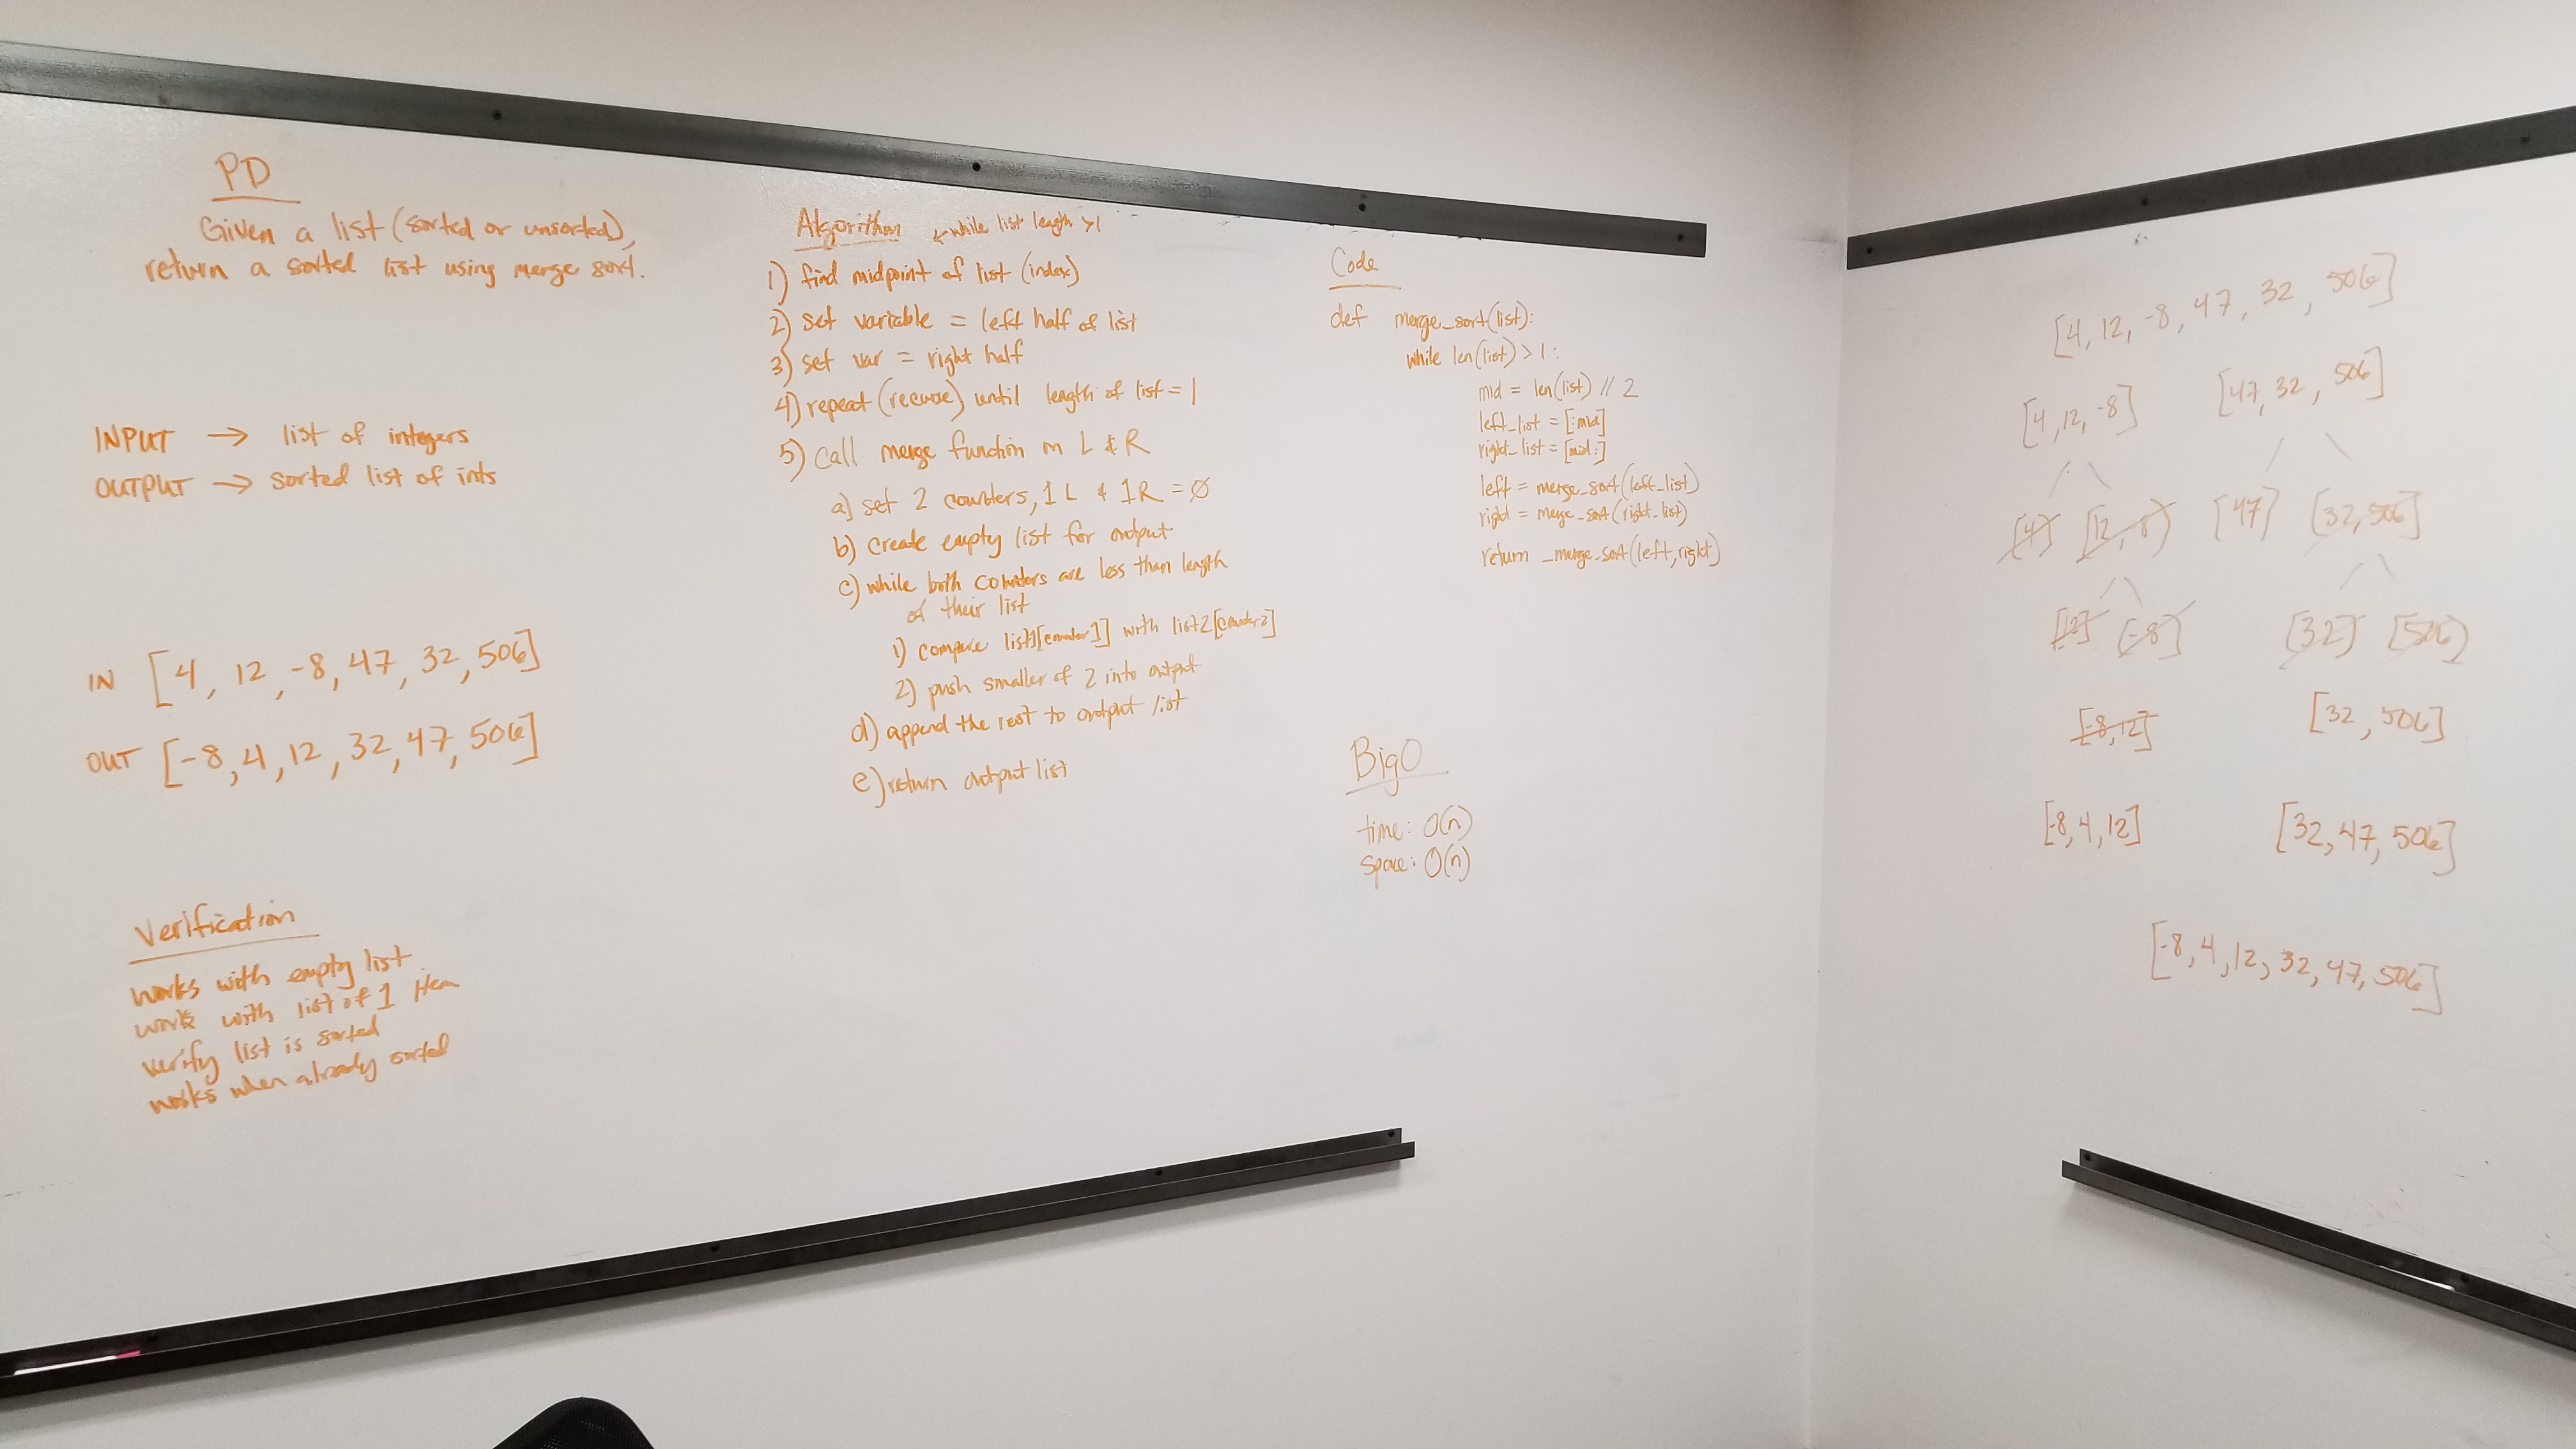 PD
Given a list (sorted or unsorted),
return a sorted list using merge sort.
INPUT → list of integers
OUTPUT → sorted list of ints
IN [4, 12, -8, 47, 32, 506]
OUT [-8, 4, 12, 32, 47, 506]
Verification
works with empty list
works with list of 1 item
verify list is sorted
works when already sorted
Algorithm ← while list length >1
1) find midpoint of list (index)
2) set variable = left half of list
3) set var = right half
4) repeat (recurse) until length of list = 1
5) call merge function on L & R
a) set 2 counters, 1 L & 1 R = Ø
b) create empty list for output
c) while both counters are less than length
of their list
1) compare list1[counter1] with list2[counter2]
2) push smaller of 2 into output
d) append the rest to output list
e) return output list
Code
def merge_sort(list):
while len(list) > 1:
mid = len(list) // 2
left_list = [:mid]
right_list = [mid:]
left = merge_sort(left_list)
right = merge_sort(right_list)
return _merge_sort(left, right)
Big O
time: O(n)
space: O(n)
[4, 12, -8, 47, 32, 506]
[4, 12, -8] [47, 32, 506]
[4] [12, -8] [47] [32, 506]
[12] [-8] [32] [506]
[-8, 12] [32, 506]
[-8, 4, 12] [32, 47, 506]
[-8, 4, 12, 32, 47, 506]